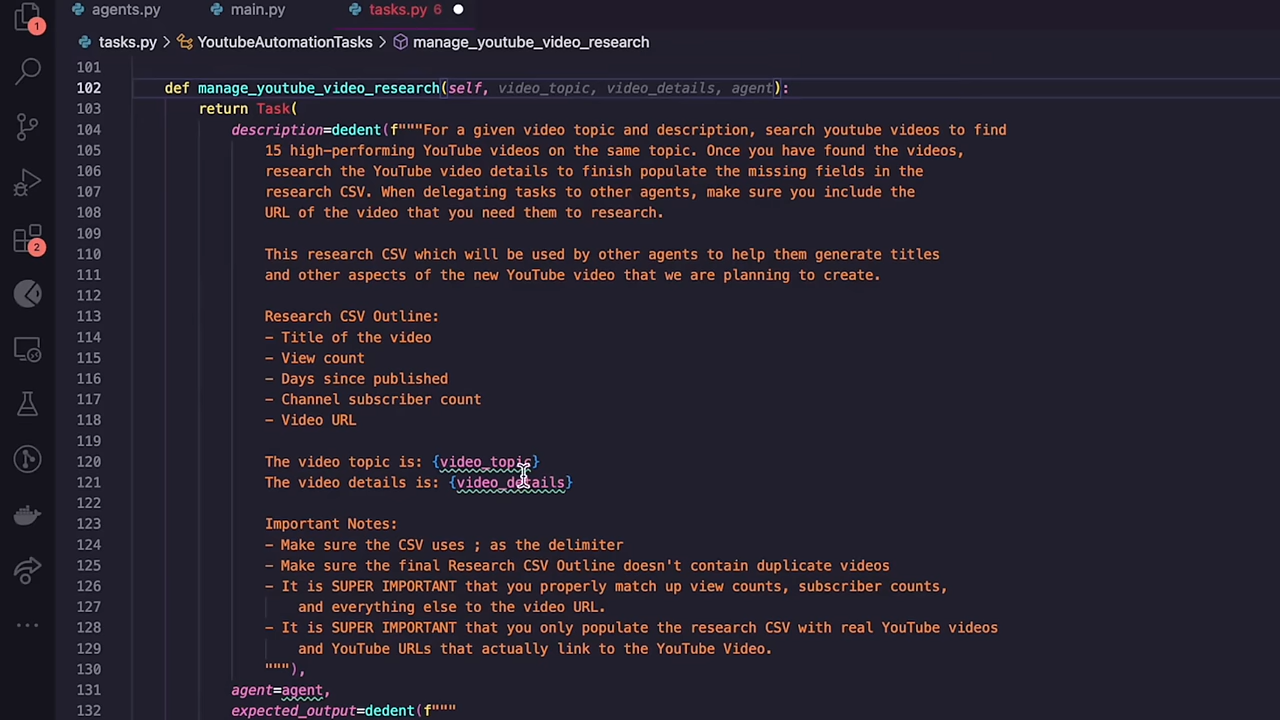 agents.py main.py tasks.py 6
tasks.py > YoutubeAutomationTasks > manage_youtube_video_research
101
102 def manage_youtube_video_research(self, video_topic, video_details, agent):
103 return Task(
104 description=dedent(f"""For a given video topic and description, search youtube videos to find
105 15 high-performing YouTube videos on the same topic. Once you have found the videos,
106 research the YouTube video details to finish populate the missing fields in the
107 research CSV. When delegating tasks to other agents, make sure you include the
108 URL of the video that you need them to research.
109
110 This research CSV which will be used by other agents to help them generate titles
111 and other aspects of the new YouTube video that we are planning to create.
112
113 Research CSV Outline:
114 - Title of the video
115 - View count
116 - Days since published
117 - Channel subscriber count
118 - Video URL
119
120 The video topic is: {video_topic}
121 The video details is: {video_details}
122
123 Important Notes:
124 - Make sure the CSV uses ; as the delimiter
125 - Make sure the final Research CSV Outline doesn't contain duplicate videos
126 - It is SUPER IMPORTANT that you properly match up view counts, subscriber counts,
127 and everything else to the video URL.
128 - It is SUPER IMPORTANT that you only populate the research CSV with real YouTube videos
129 and YouTube URLs that actually link to the YouTube Video.
130 """),
131 agent=agent,
132 expected_output=dedent(f"""
1
2